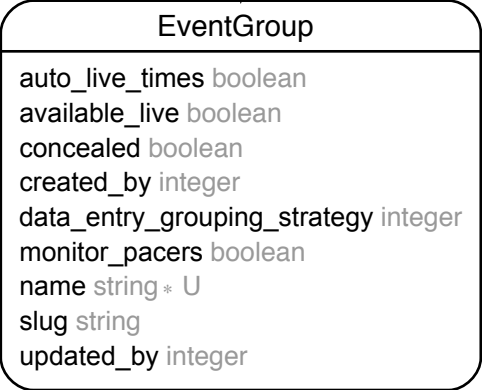 EventGroup
auto_live_times boolean
available_live boolean
concealed boolean
created_by integer
data_entry_grouping_strategy integer
monitor_pacers boolean
name string * U
slug string
updated_by integer